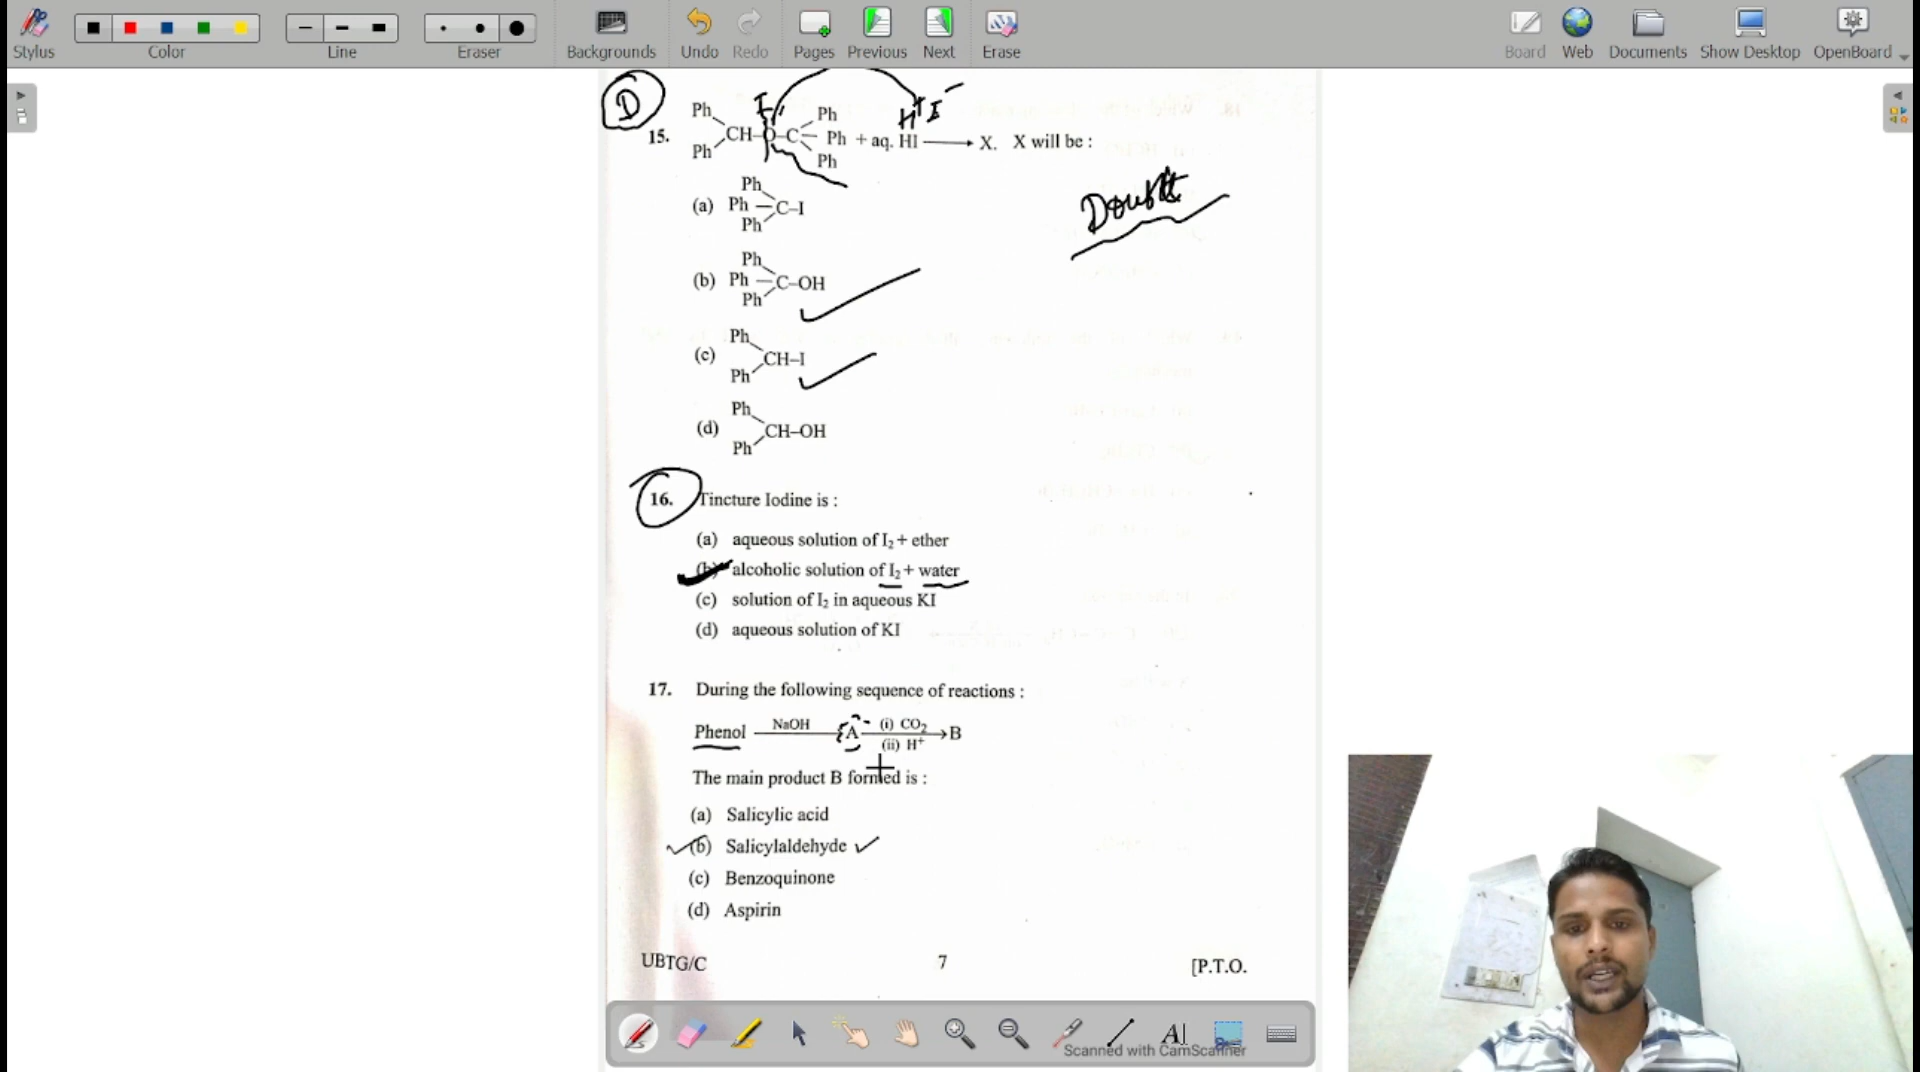 Stylus
Color
Line
Eraser
Backgrounds
Undo
Redo
Pages
Previous
Next
Erase
Board
Web
Documents
Show Desktop
OpenBoard
D
I
H⁺ I⁻
Ph Ph
15. CH–O–C– Ph + aq. HI → X. X will be :
Ph Ph
Doubt
Ph
(a) Ph –C–I
Ph
Ph
(b) Ph –C–OH
Ph
Ph
(c) CH–I
Ph
Ph
(d) CH–OH
Ph
16. Tincture Iodine is :
(a) aqueous solution of I₂ + ether
(b) alcoholic solution of I₂ + water
(c) solution of I₂ in aqueous KI
(d) aqueous solution of KI
17. During the following sequence of reactions :
Phenol NaOH → A (i) CO₂ (ii) H⁺ → B
The main product B formed is :
(a) Salicylic acid
(b) Salicylaldehyde
(c) Benzoquinone
(d) Aspirin
UBTG/C 7 [P.T.O.
Scanned with CamScanner